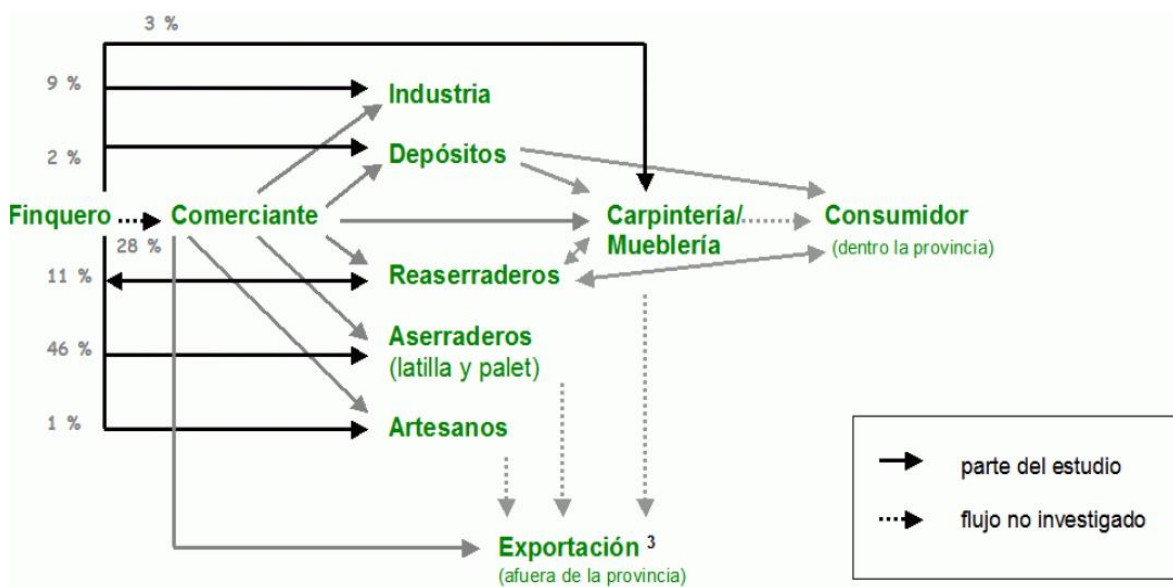 3 %
9 %
Industria
2 %
Depósitos
Finquero
Comerciante
Carpintería/
Mueblería
Consumidor
(dentro la provincia)
28 %
11 %
Reaserraderos
46 %
Aserraderos
(latilla y palet)
1 %
Artesanos
parte del estudio
flujo no investigado
Exportación 3
(afuera de la provincia)